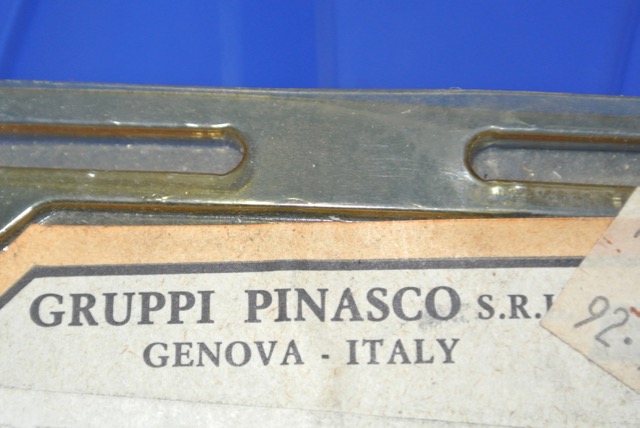 GRUPPI PINASCO S.R.
GENOVA - ITALY
92.